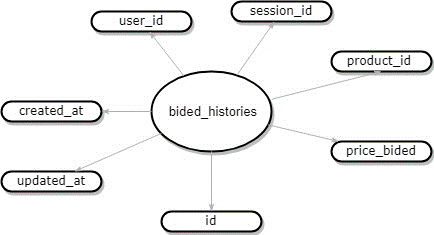 session_id
user_id
product_id
created_at
bided_histories
price_bided
updated_at
id